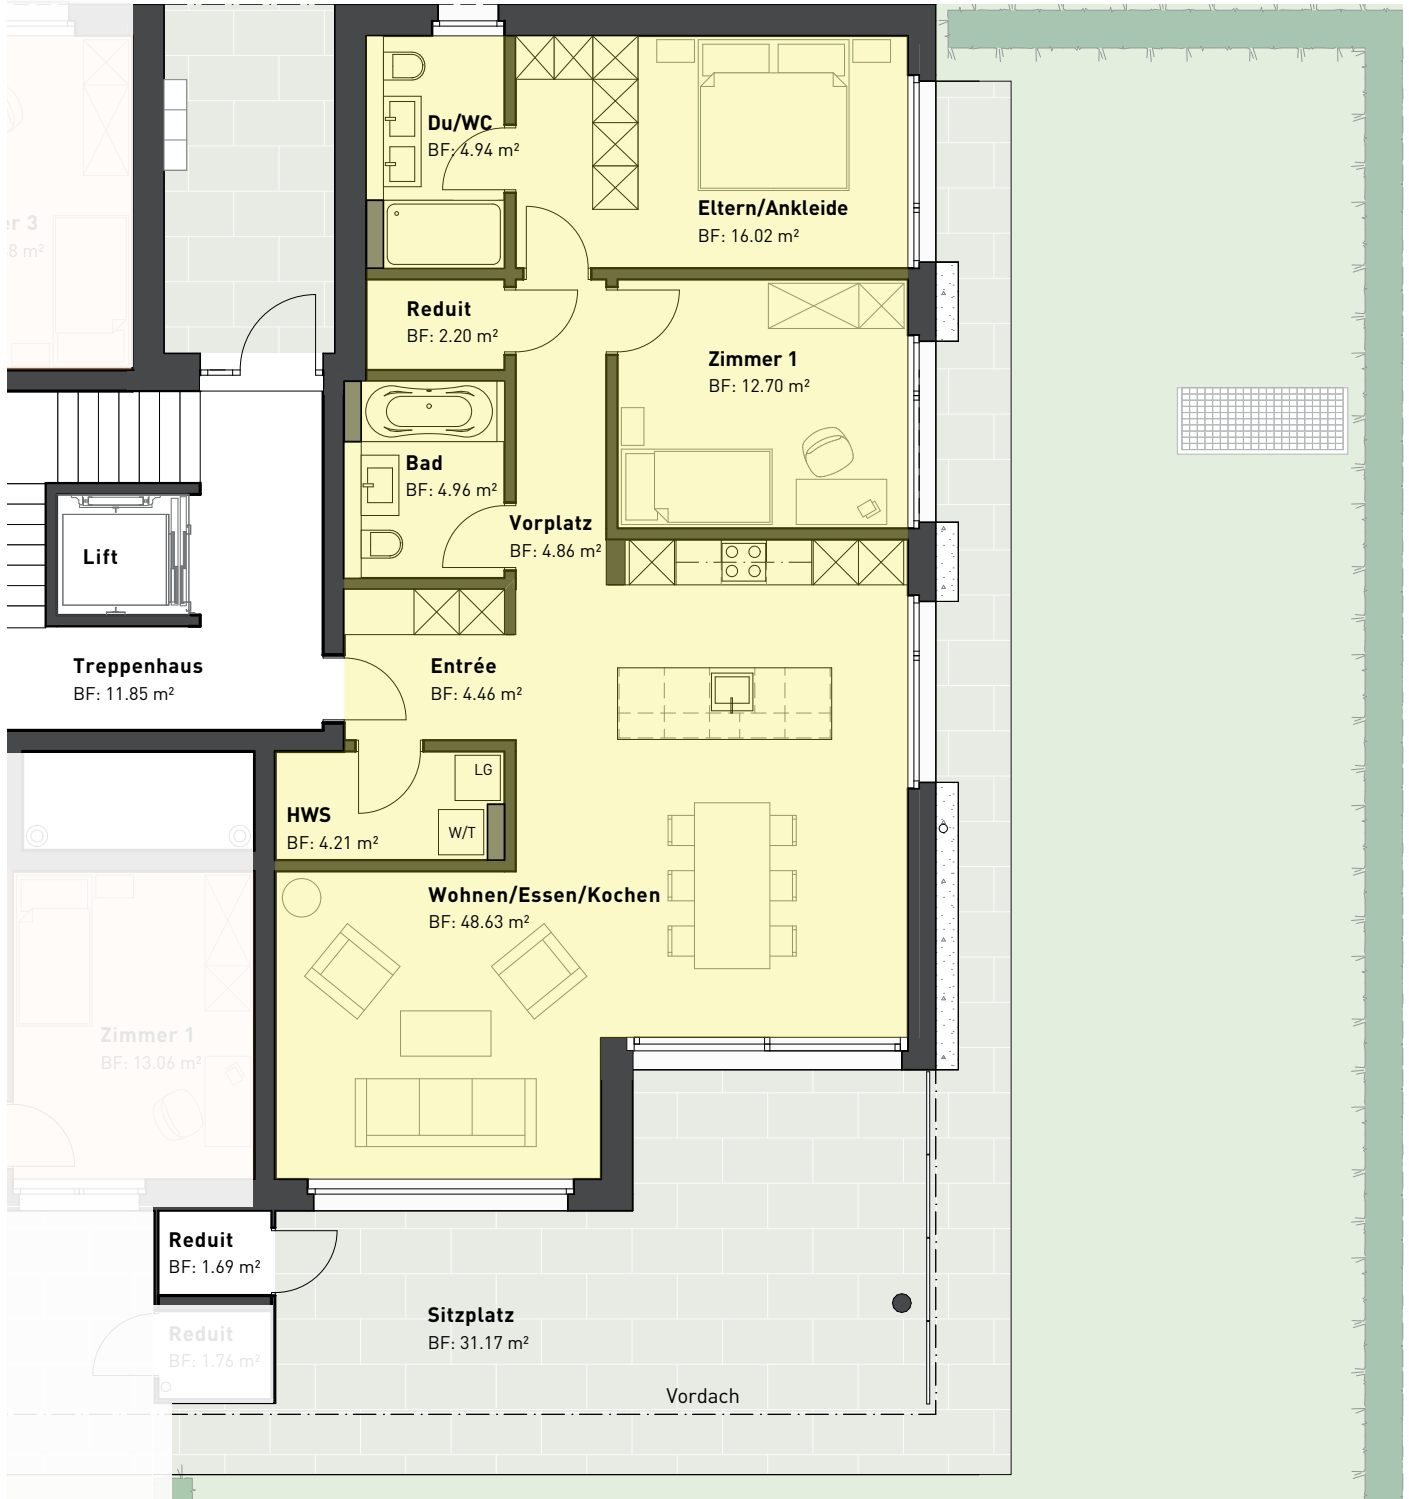 Du/WC
BF: 4.94 m²
Eltern/Ankleide
BF: 16.02 m²
er 3
8 m²
Reduit
BF: 2.20 m²
Zimmer 1
BF: 12.70 m²
Bad
BF: 4.96 m²
Vorplatz
BF: 4.86 m²
Lift
Treppenhaus
BF: 11.85 m²
Entrée
BF: 4.46 m²
LG
HWS
BF: 4.21 m²
W/T
Wohnen/Essen/Kochen
BF: 48.63 m²
Zimmer 1
BF: 13.06 m²
Reduit
BF: 1.69 m²
Sitzplatz
BF: 31.17 m²
Reduit
BF: 1.76 m²
Vordach